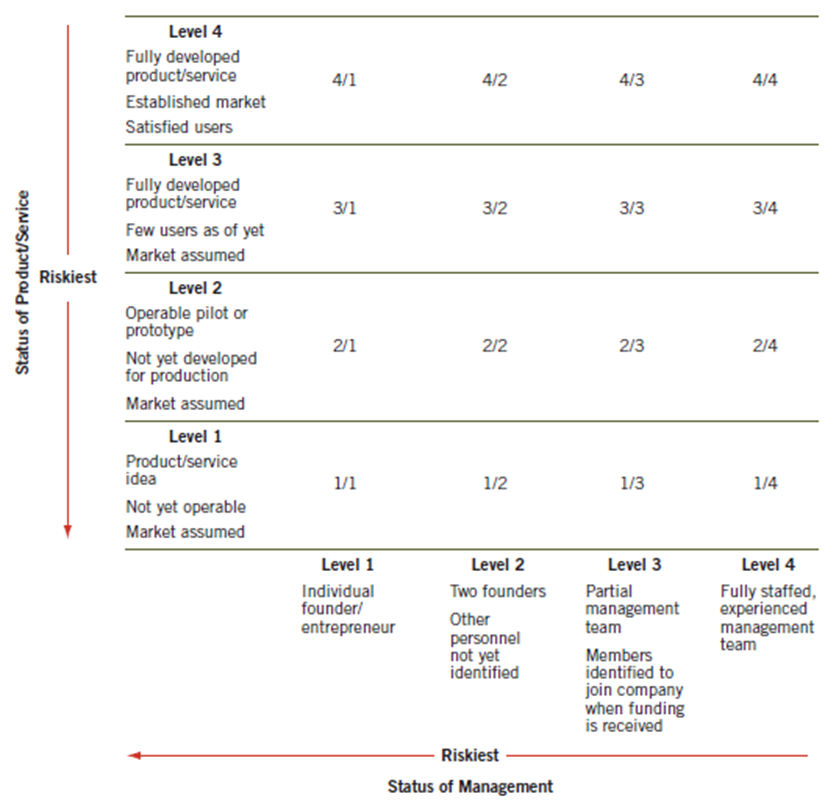 Level 4
Fully developed
product/service
Established market
Satisfied users
4/1 4/2 4/3 4/4
Level 3
Fully developed
product/service
Few users as of yet
Market assumed
3/1 3/2 3/3 3/4
Status of Product/Service
Riskiest
Level 2
Operable pilot or
prototype
Not yet developed
for production
Market assumed
2/1 2/2 2/3 2/4
Level 1
Product/service
idea
Not yet operable
Market assumed
1/1 1/2 1/3 1/4
Level 1
Individual
founder/
entrepreneur
Level 2
Two founders
Other
personnel
not yet
identified
Level 3
Partial
management
team
Members
identified to
join company
when funding
is received
Level 4
Fully staffed,
experienced
management
team
Riskiest
Status of Management